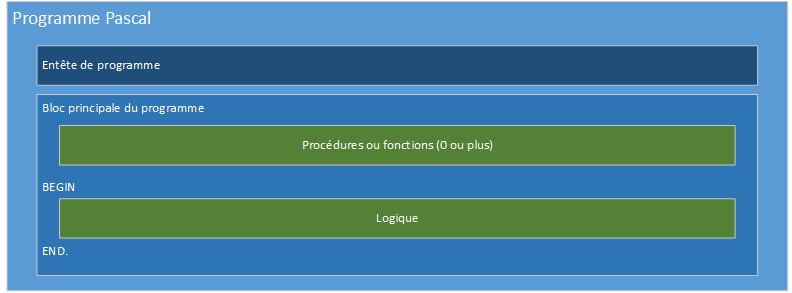 Programme Pascal
Entête de programme
Bloc principale du programme
Procédures ou fonctions (0 ou plus)
BEGIN
Logique
END.